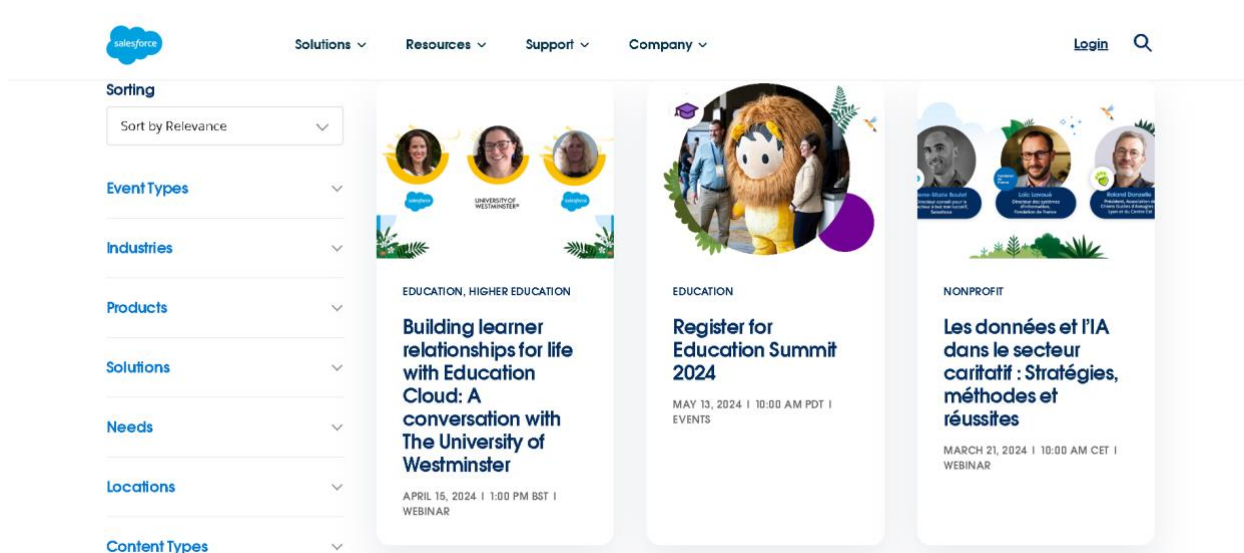 salesforce
Solutions
Resources
Support
Company
Login
Sorting
Sort by Relevance
Event Types
Industries
Products
Solutions
Needs
Locations
Content Types
salesforce
UNIVERSITY OF
WESTMINSTER
salesforce
EDUCATION, HIGHER EDUCATION
Building learner
relationships for life
with Education
Cloud: A
conversation with
The University of
Westminster
APRIL 15, 2024 | 1:00 PM BST |
WEBINAR
EDUCATION
Register for
Education Summit
2024
MAY 13, 2024 | 10:00 AM PDT |
EVENTS
NONPROFIT
Les données et l'IA
dans le secteur
caritatif : Stratégies,
méthodes et
réussites
MARCH 21, 2024 | 10:00 AM CET |
WEBINAR